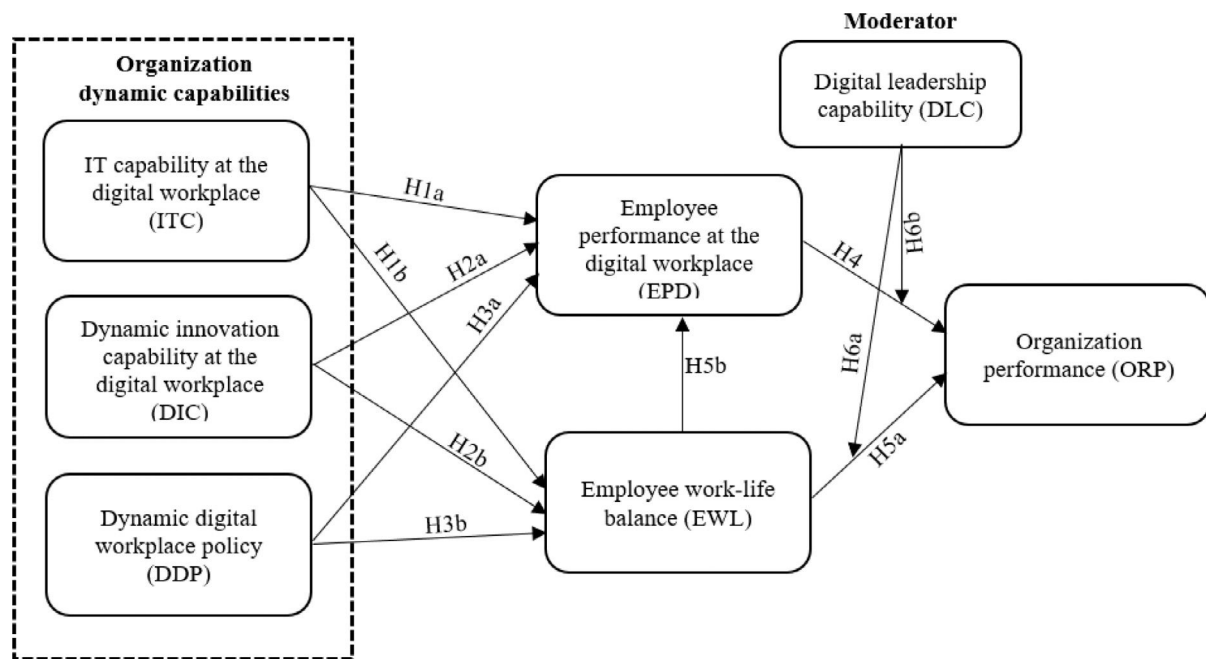 Organization
dynamic capabilities
IT capability at the
digital workplace
(ITC)
Dynamic innovation
capability at the
digital workplace
(DIC)
Dynamic digital
workplace policy
(DDP)
H1a
H1b
H2a
H3a
H2b
H3b
Employee
performance at the
digital workplace
(EPD)
H5b
Employee work-life
balance (EWL)
Moderator
Digital leadership
capability (DLC)
H4
H6b
H6a
H5a
Organization
performance (ORP)